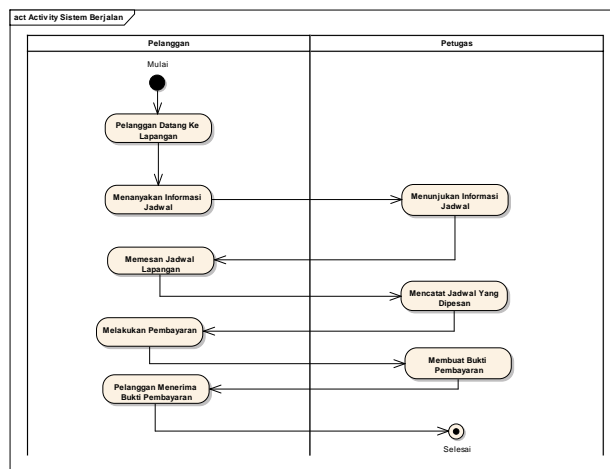 act Activity Sistem Berjalan
Pelanggan
Petugas
Mulai
Pelanggan Datang Ke
Lapangan
Menanyakan Informasi
Jadwal
Menunjukan Informasi
Jadwal
Memesan Jadwal
Lapangan
Mencatat Jadwal Yang
Dipesan
Melakukan Pembayaran
Membuat Bukti
Pembayaran
Pelanggan Menerima
Bukti Pembayaran
Selesai